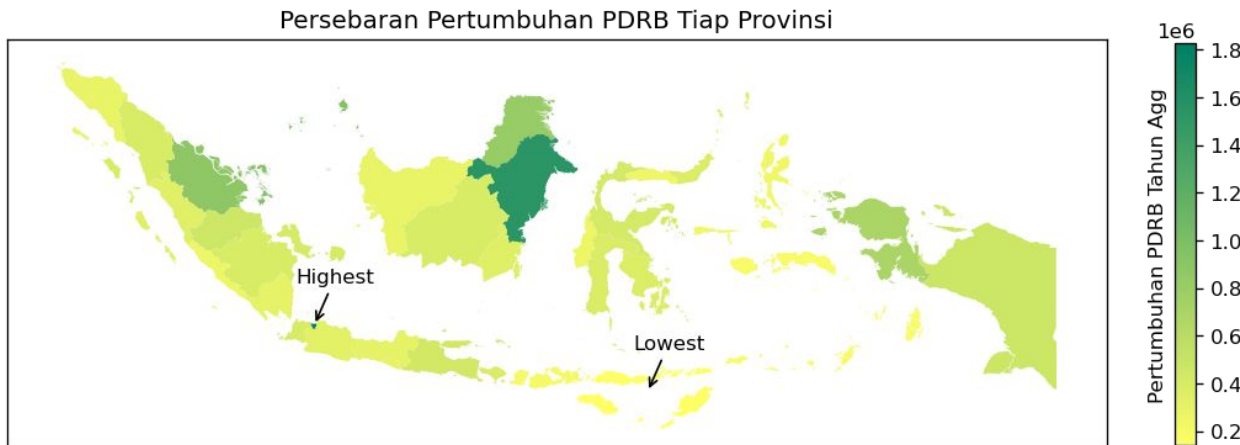 Persebaran Pertumbuhan PDRB Tiap Provinsi
Highest
Lowest
1e6
1.8
1.6
1.4
1.2
1.0
0.8
0.6
0.4
0.2
Pertumbuhan PDRB Tahun Agg